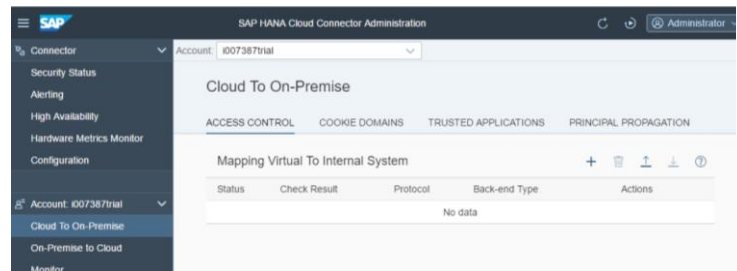 SAP
SAP HANA Cloud Connector Administration
Administrator
Connector
Security Status
Alerting
High Availability
Hardware Metrics Monitor
Configuration
Account: i007387trial
Cloud To On-Premise
On-Premise to Cloud
Monitor
Account: i007387trial
Cloud To On-Premise
ACCESS CONTROL COOKIE DOMAINS TRUSTED APPLICATIONS PRINCIPAL PROPAGATION
Mapping Virtual To Internal System
Status Check Result Protocol Back-end Type Actions
No data